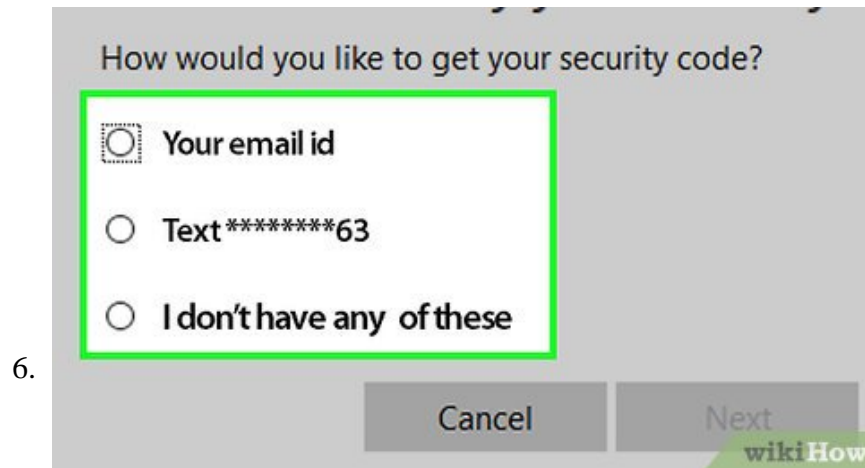 How would you like to get your security code?
Your email id
Text ********63
I don't have any of these
6.
Cancel Next
wikiHow